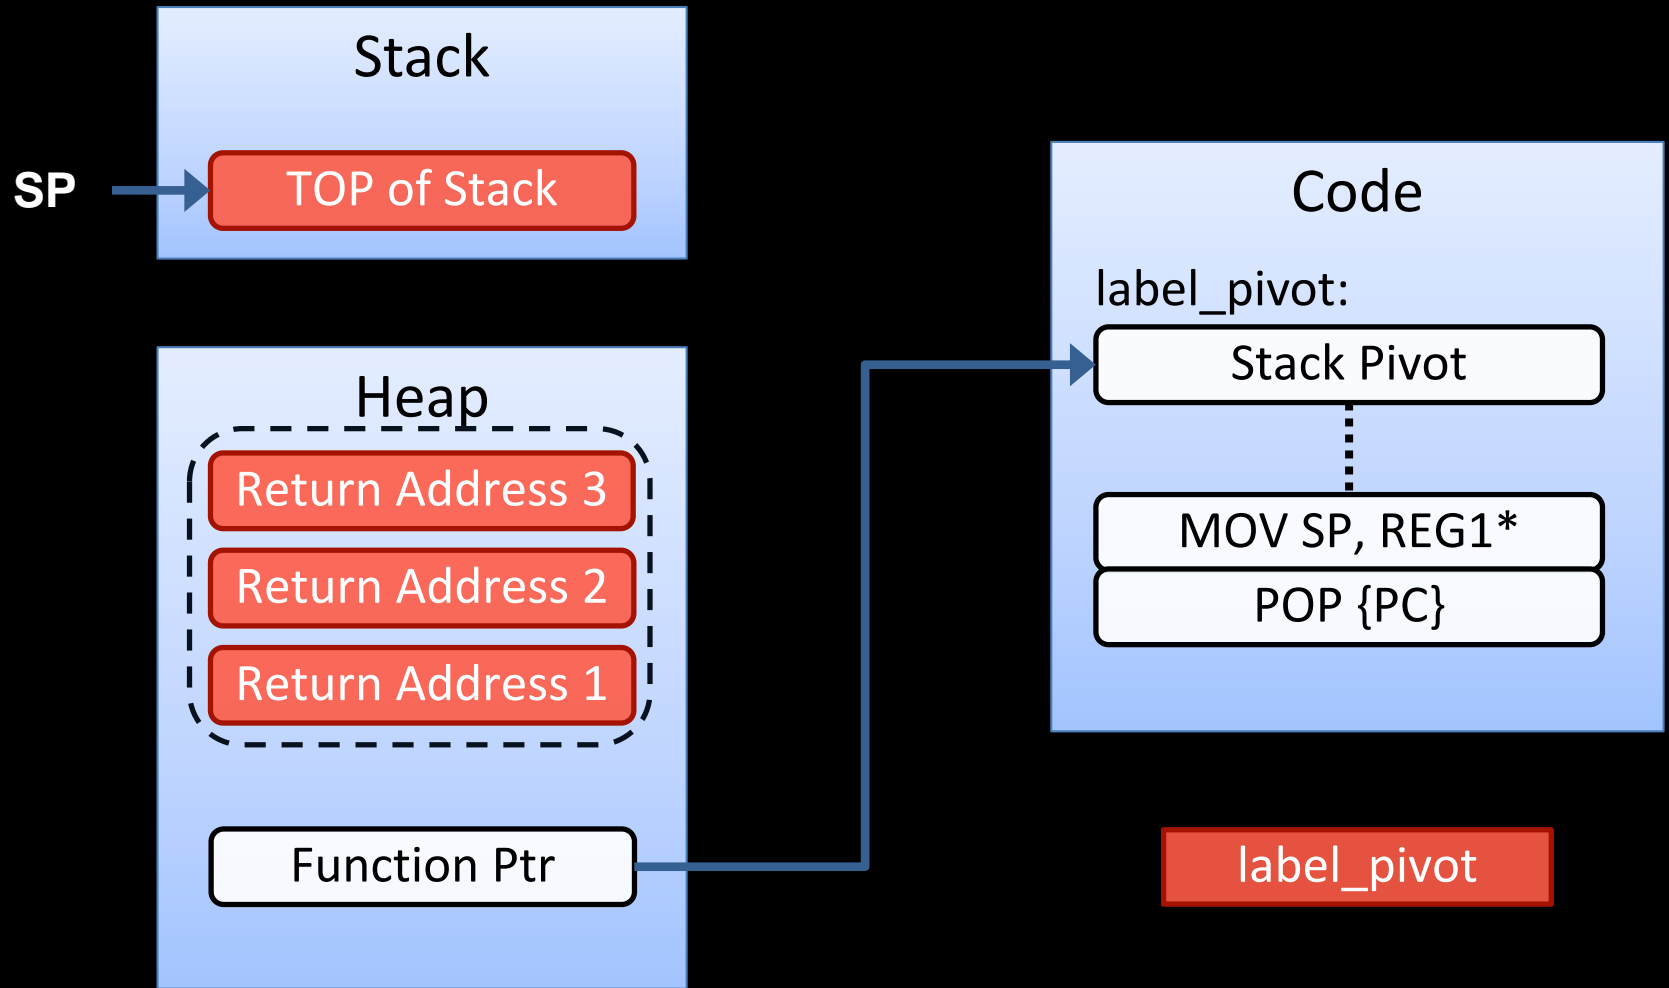 Stack
SP
TOP of Stack
Heap
Return Address 3
Return Address 2
Return Address 1
Function Ptr
Code
label_pivot:
Stack Pivot
MOV SP, REG1*
POP {PC}
label_pivot